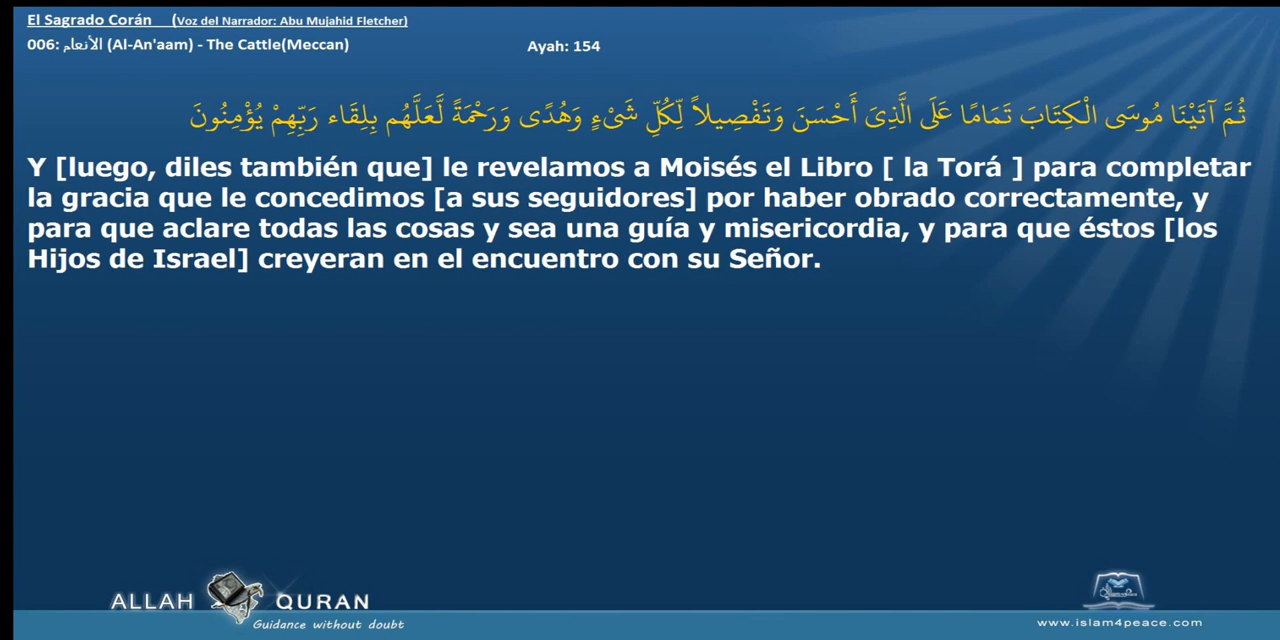 El Sagrado Corán (Voz del Narrador: Abu Mujahid Fletcher)
006: الأنعام (Al-An'aam) - The Cattle(Meccan) Ayah: 154
ثُمَّ آتَيْنَا مُوسَى الْكِتَابَ تَمَامًا عَلَى الَّذِىَ أَحْسَنَ وَتَفْصِيلاً لِّكُلِّ شَىْءٍ وَهُدًى وَرَحْمَةً لَّعَلَّهُم بِلِقَاء رَبِّهِمْ يُؤْمِنُونَ
Y [luego, diles también que] le revelamos a Moisés el Libro [ la Torá ] para completar
la gracia que le concedimos [a sus seguidores] por haber obrado correctamente, y
para que aclare todas las cosas y sea una guía y misericordia, y para que éstos [los
Hijos de Israel] creyeran en el encuentro con su Señor.
ALLAH QURAN
Guidance without doubt
www.islam4peace.com